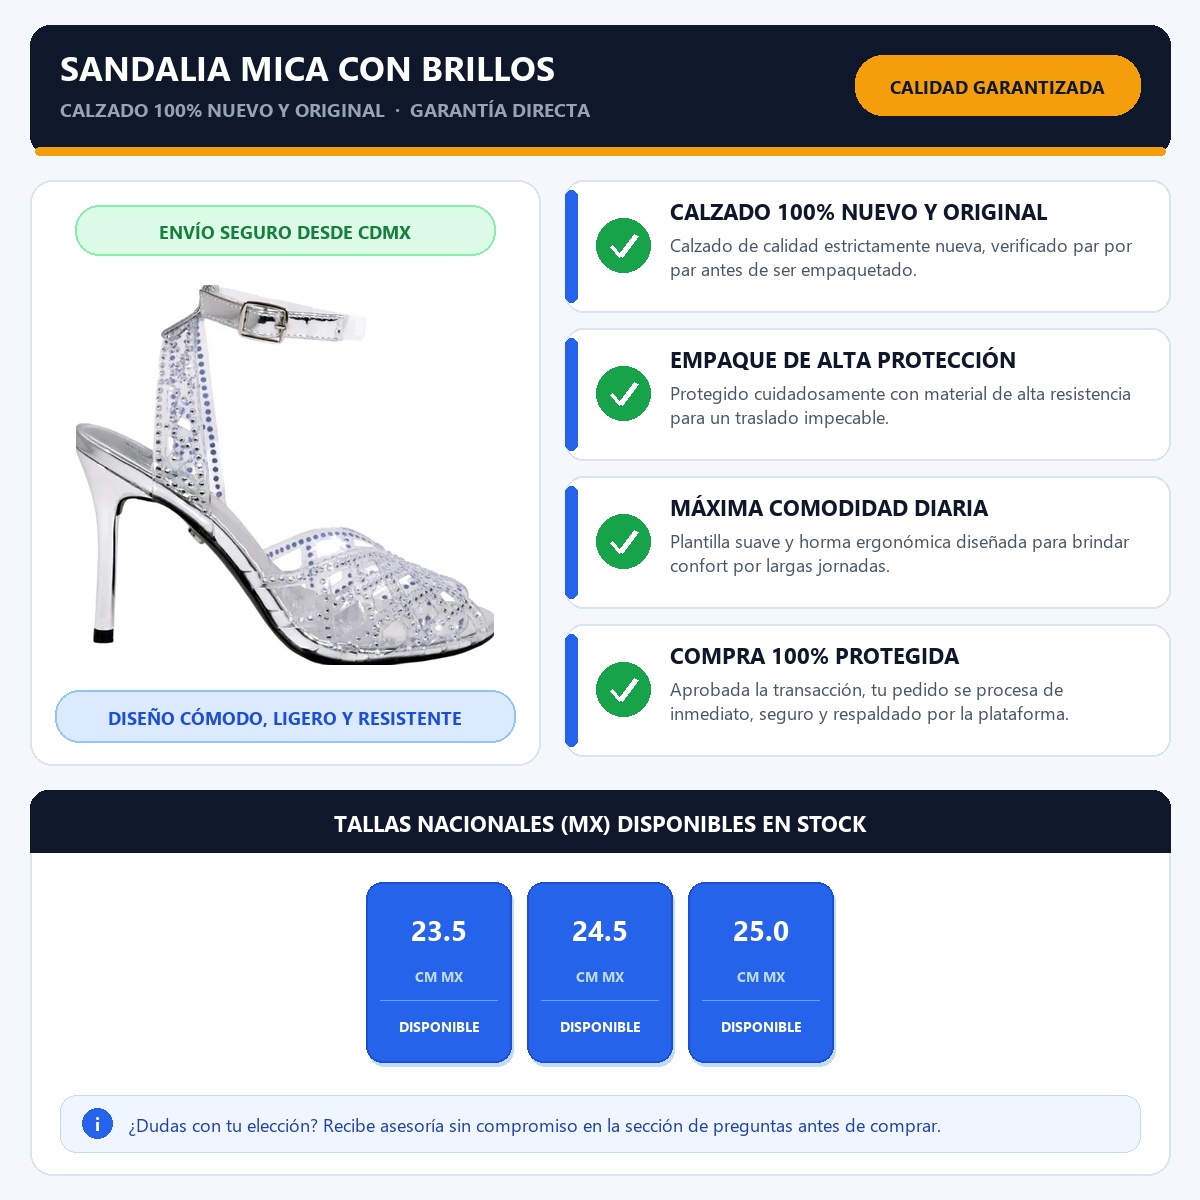 SANDALIA MICA CON BRILLOS
CALZADO 100% NUEVO Y ORIGINAL · GARANTÍA DIRECTA
CALIDAD GARANTIZADA
ENVÍO SEGURO DESDE CDMX
DISEÑO CÓMODO, LIGERO Y RESISTENTE
CALZADO 100% NUEVO Y ORIGINAL
Calzado de calidad estrictamente nueva, verificado par por
par antes de ser empaquetado.
EMPAQUE DE ALTA PROTECCIÓN
Protegido cuidadosamente con material de alta resistencia
para un traslado impecable.
MÁXIMA COMODIDAD DIARIA
Plantilla suave y horma ergonómica diseñada para brindar
confort por largas jornadas.
COMPRA 100% PROTEGIDA
Aprobada la transacción, tu pedido se procesa de
inmediato, seguro y respaldado por la plataforma.
TALLAS NACIONALES (MX) DISPONIBLES EN STOCK
23.5
CM MX
DISPONIBLE
24.5
CM MX
DISPONIBLE
25.0
CM MX
DISPONIBLE
¿Dudas con tu elección? Recibe asesoría sin compromiso en la sección de preguntas antes de comprar.